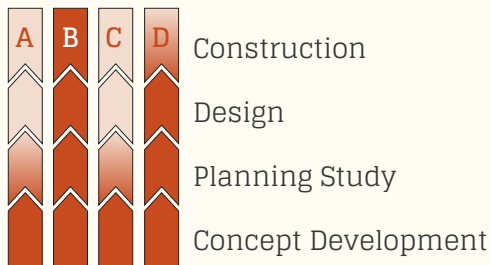 A B C D
Construction
Design
Planning Study
Concept Development